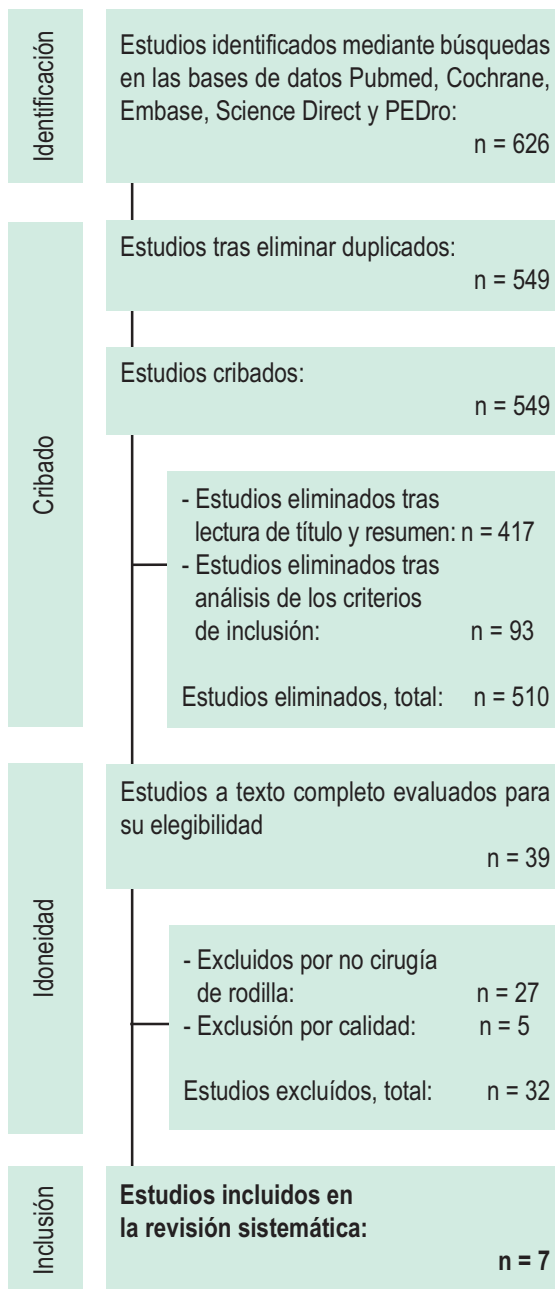 Identificación
Estudios identificados mediante búsquedas
en las bases de datos Pubmed, Cochrane,
Embase, Science Direct y PEDro:
n = 626
Cribado
Estudios tras eliminar duplicados:
n = 549
Estudios cribados:
n = 549
- Estudios eliminados tras
lectura de título y resumen: n = 417
- Estudios eliminados tras
análisis de los criterios
de inclusión: n = 93
Estudios eliminados, total: n = 510
Idoneidad
Estudios a texto completo evaluados para
su elegibilidad
n = 39
- Excluidos por no cirugía
de rodilla: n = 27
- Exclusión por calidad: n = 5
Estudios excluídos, total: n = 32
Inclusión
Estudios incluidos en
la revisión sistemática:
n = 7